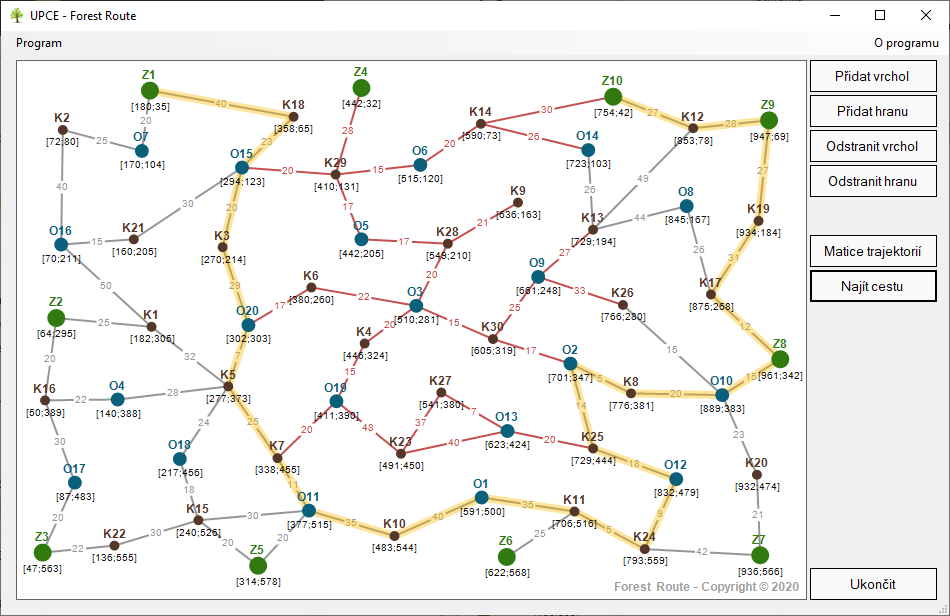 UPCE - Forest Route
Program
O programu
Z1
[180;35]
40
K18
[358;65]
Z4
[442;32]
Z10
[754;42]
30
27
K12
[853;78]
28
Z9
[947;69]
K2
[72;80]
25
20
O7
[170;104]
23
28
K14
[590;73]
26
O14
[723;103]
49
27
O15
[294;123]
20
K29
[410;131]
15
O6
[515;120]
20
40
30
20
17
K9
[636;163]
21
26
K13
[729;194]
44
O8
[845;167]
26
K19
[934;184]
31
O16
[70;211]
15
K21
[160;205]
K3
[270;214]
29
O5
[442;205]
17
K28
[549;210]
20
27
50
K6
[380;260]
17
22
O3
[510;281]
O9
[661;248]
33
25
K26
[766;280]
K17
[875;268]
12
Z2
[64;295]
25
20
K1
[182;305]
32
O20
[302;303]
7
K4
[446;324]
20
15
15
K30
[605;319]
17
15
Z8
[961;342]
15
K16
[50;389]
22
O4
[140;388]
28
K5
[277;373]
24
25
O19
[411;390]
20
48
K27
[541;380]
37
7
O2
[701;347]
5
14
K8
[776;381]
20
O10
[889;383]
23
30
O18
[217;456]
18
K7
[338;455]
11
K23
[491;450]
40
O13
[623;424]
20
K25
[729;444]
18
O12
[832;479]
9
K20
[932;474]
21
O17
[87;483]
20
K15
[240;526]
30
30
20
20
O11
[377;515]
35
K10
[483;544]
40
O1
[591;500]
35
K11
[706;516]
25
5
K24
[793;559]
42
Z7
[936;566]
Z3
[47;563]
22
K22
[136;555]
Z5
[314;578]
Z6
[622;568]
Forest Route - Copyright © 2020
Přidat vrchol
Přidat hranu
Odstranit vrchol
Odstranit hranu
Matice trajektorií
Najít cestu
Ukončit